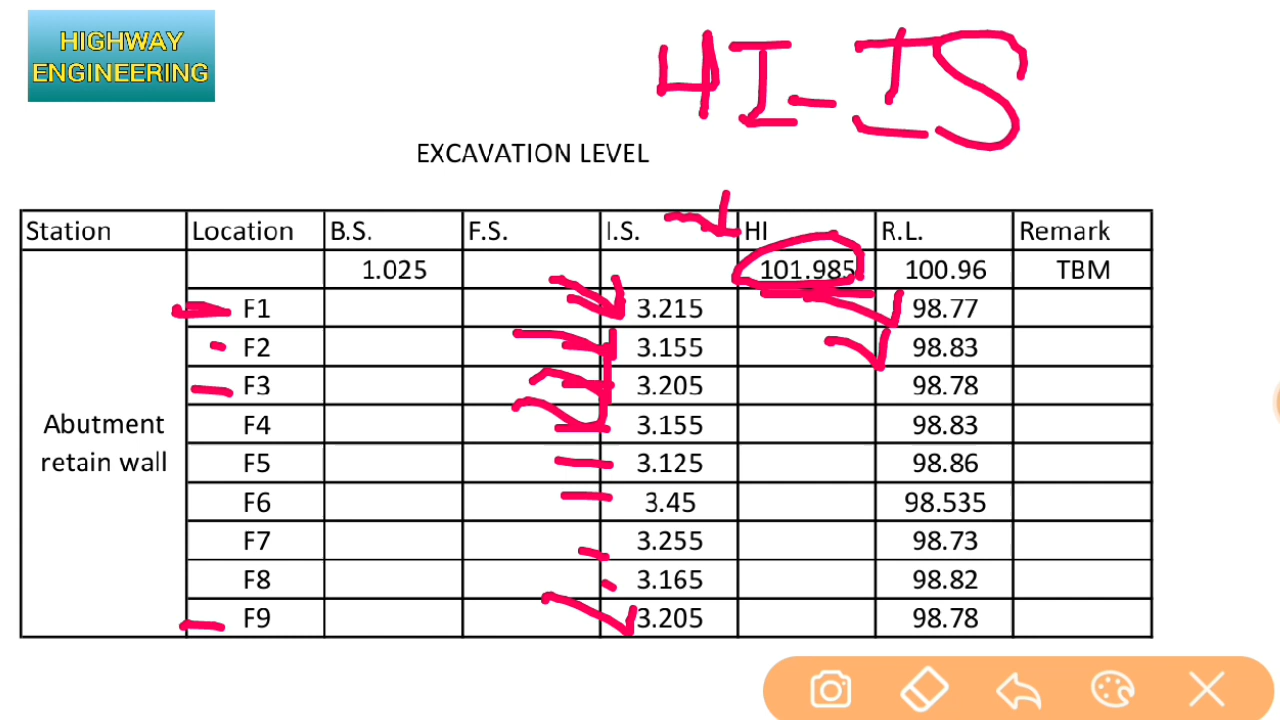 HIGHWAY
ENGINEERING
HI-IS
EXCAVATION LEVEL
Station Location B.S. F.S. I.S. HI R.L. Remark
1.025 101.985 100.96 TBM
F1 3.215 98.77
F2 3.155 98.83
F3 3.205 98.78
Abutment F4 3.155 98.83
retain wall F5 3.125 98.86
F6 3.45 98.535
F7 3.255 98.73
F8 3.165 98.82
F9 3.205 98.78